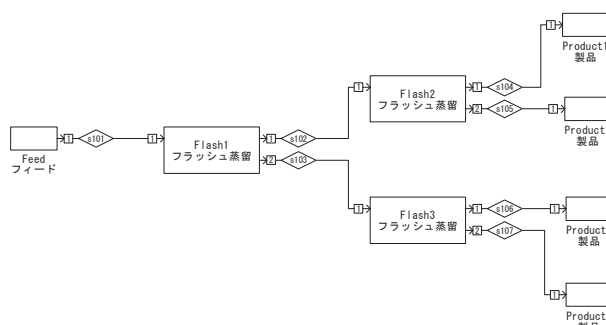 1
Product1
製品
Flash2
フラッシュ蒸留
1
1
s104
2
s105
1
Product
製品
Feed
フィード
1
s101
1
Flash1
フラッシュ蒸留
1
s102
2
s103
1
Flash3
フラッシュ蒸留
1
s106
1
2
s107
Product
製品
1
Product
製品